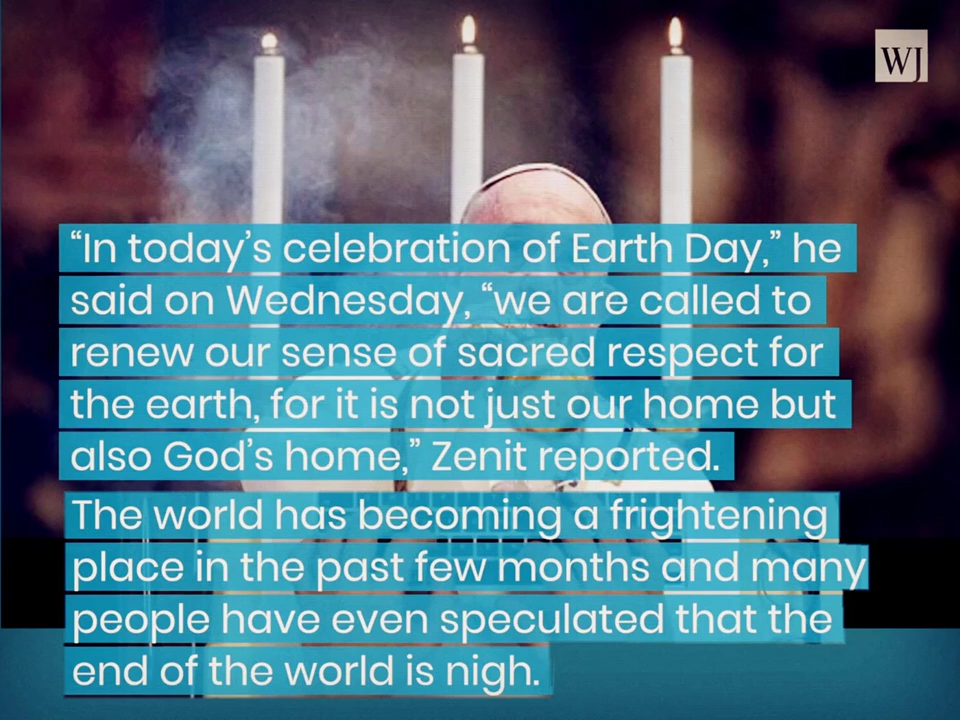 WJ
“In today’s celebration of Earth Day,” he
said on Wednesday, “we are called to
renew our sense of sacred respect for
the earth, for it is not just our home but
also God’s home,” Zenit reported.
The world has becoming a frightening
place in the past few months and many
people have even speculated that the
end of the world is nigh.